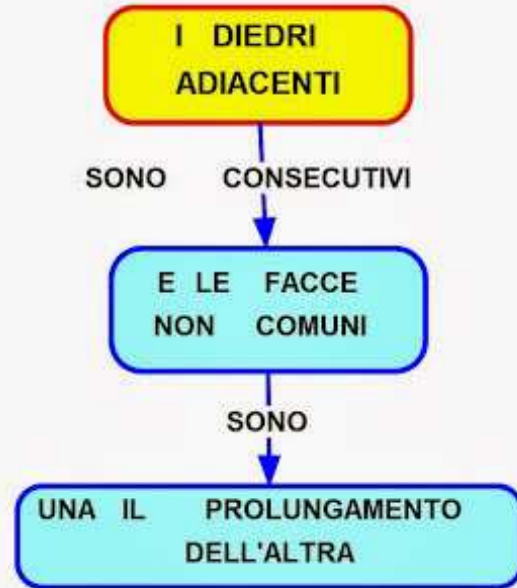 I DIEDRI
ADIACENTI
SONO CONSECUTIVI
E LE FACCE
NON COMUNI
SONO
UNA IL PROLUNGAMENTO
DELL'ALTRA